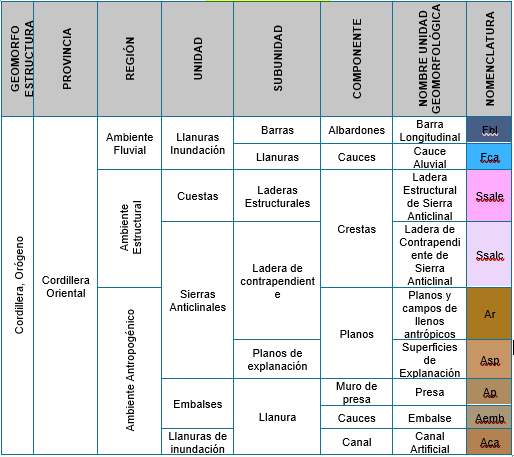 GEOMORFO
ESTRUCTURA
PROVINCIA
REGIÓN
UNIDAD
SUBUNIDAD
COMPONENTE
NOMBRE UNIDAD
GEOMORFOLÓGICA
NOMENCLATURA
Cordillera, Orógeno
Cordillera
Oriental
Ambiente
Fluvial
Llanuras
Inundación
Barras
Albardones
Barra
Longitudinal
Fbl
Llanuras
Cauces
Cauce
Aluvial
Fca
Ambiente
Estructural
Cuestas
Laderas
Estructurales
Crestas
Ladera
Estructural
de Sierra
Anticlinal
Ssale
Sierras
Anticlinales
Ladera de
contrapendient
e
Ladera de
Contrapendi
ente de
Sierra
Anticlinal
Ssalc
Ambiente Antropogénico
Planos
Planos y
campos de
llenos
antrópicos
Ar
Planos de
explanación
Superficies
de
Explanación
Asp
Embalses
Llanura
Muro de
presa
Presa
Ap
Cauces
Embalse
Aemb
Llanuras de
inundación
Canal
Canal
Artificial
Aca